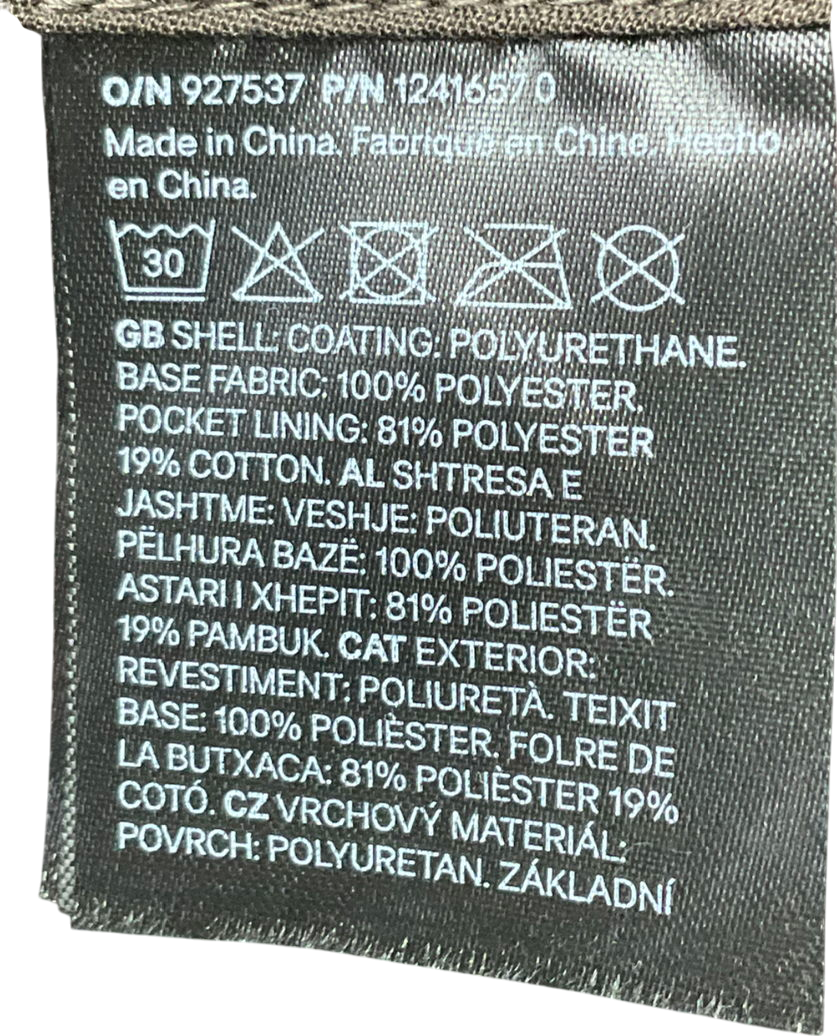 O/N 927537 P/N 1241657 0
Made in China. Fabriqué en Chine. Hecho
en China.
30
GB SHELL: COATING: POLYURETHANE.
BASE FABRIC: 100% POLYESTER.
POCKET LINING: 81% POLYESTER
19% COTTON. AL SHTRESA E
JASHTME: VESHJE: POLIUTERAN.
PËLHURA BAZË: 100% POLIESTËR.
ASTARI I XHEPIT: 81% POLIESTËR
19% PAMBUK. CAT EXTERIOR:
REVESTIMENT: POLIURETÀ. TEIXIT
BASE: 100% POLIÈSTER. FOLRE DE
LA BUTXACA: 81% POLIÈSTER 19%
COTÓ. CZ VRCHOVÝ MATERIÁL:
POVRCH: POLYURETAN. ZÁKLADNÍ